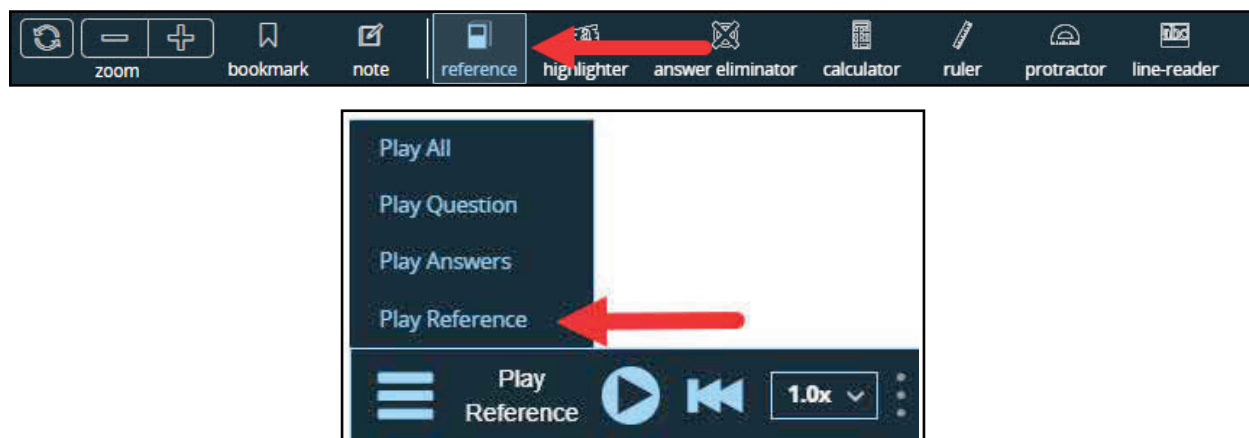 zoom bookmark note reference highlighter answer eliminator calculator ruler protractor line-reader
Play All
Play Question
Play Answers
Play Reference
Play
Reference
1.0x